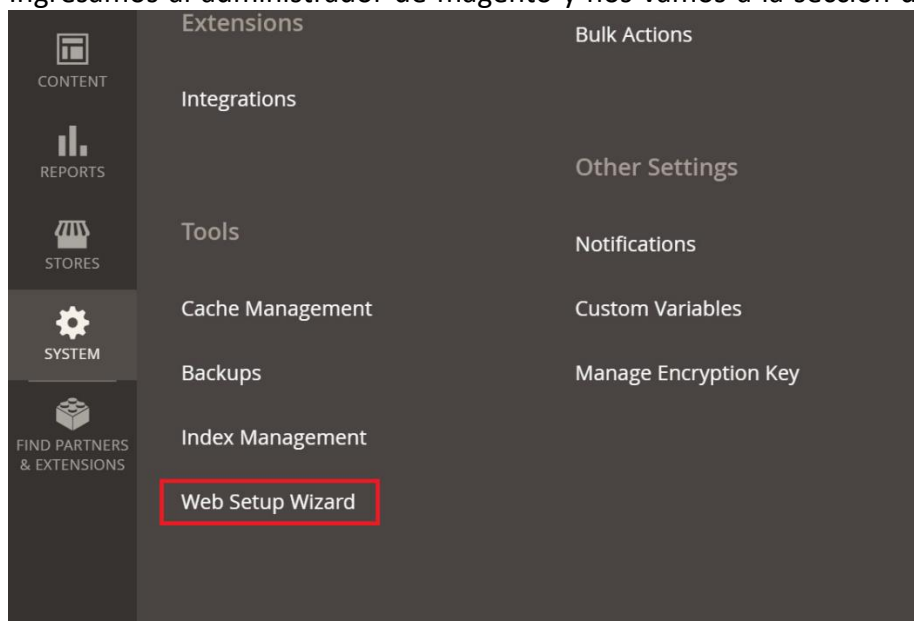 Ingresamos al administrador de magento y nos vamos a la sección d
CONTENT
REPORTS
STORES
SYSTEM
FIND PARTNERS
& EXTENSIONS
Extensions
Integrations
Tools
Cache Management
Backups
Index Management
Web Setup Wizard
Bulk Actions
Other Settings
Notifications
Custom Variables
Manage Encryption Key